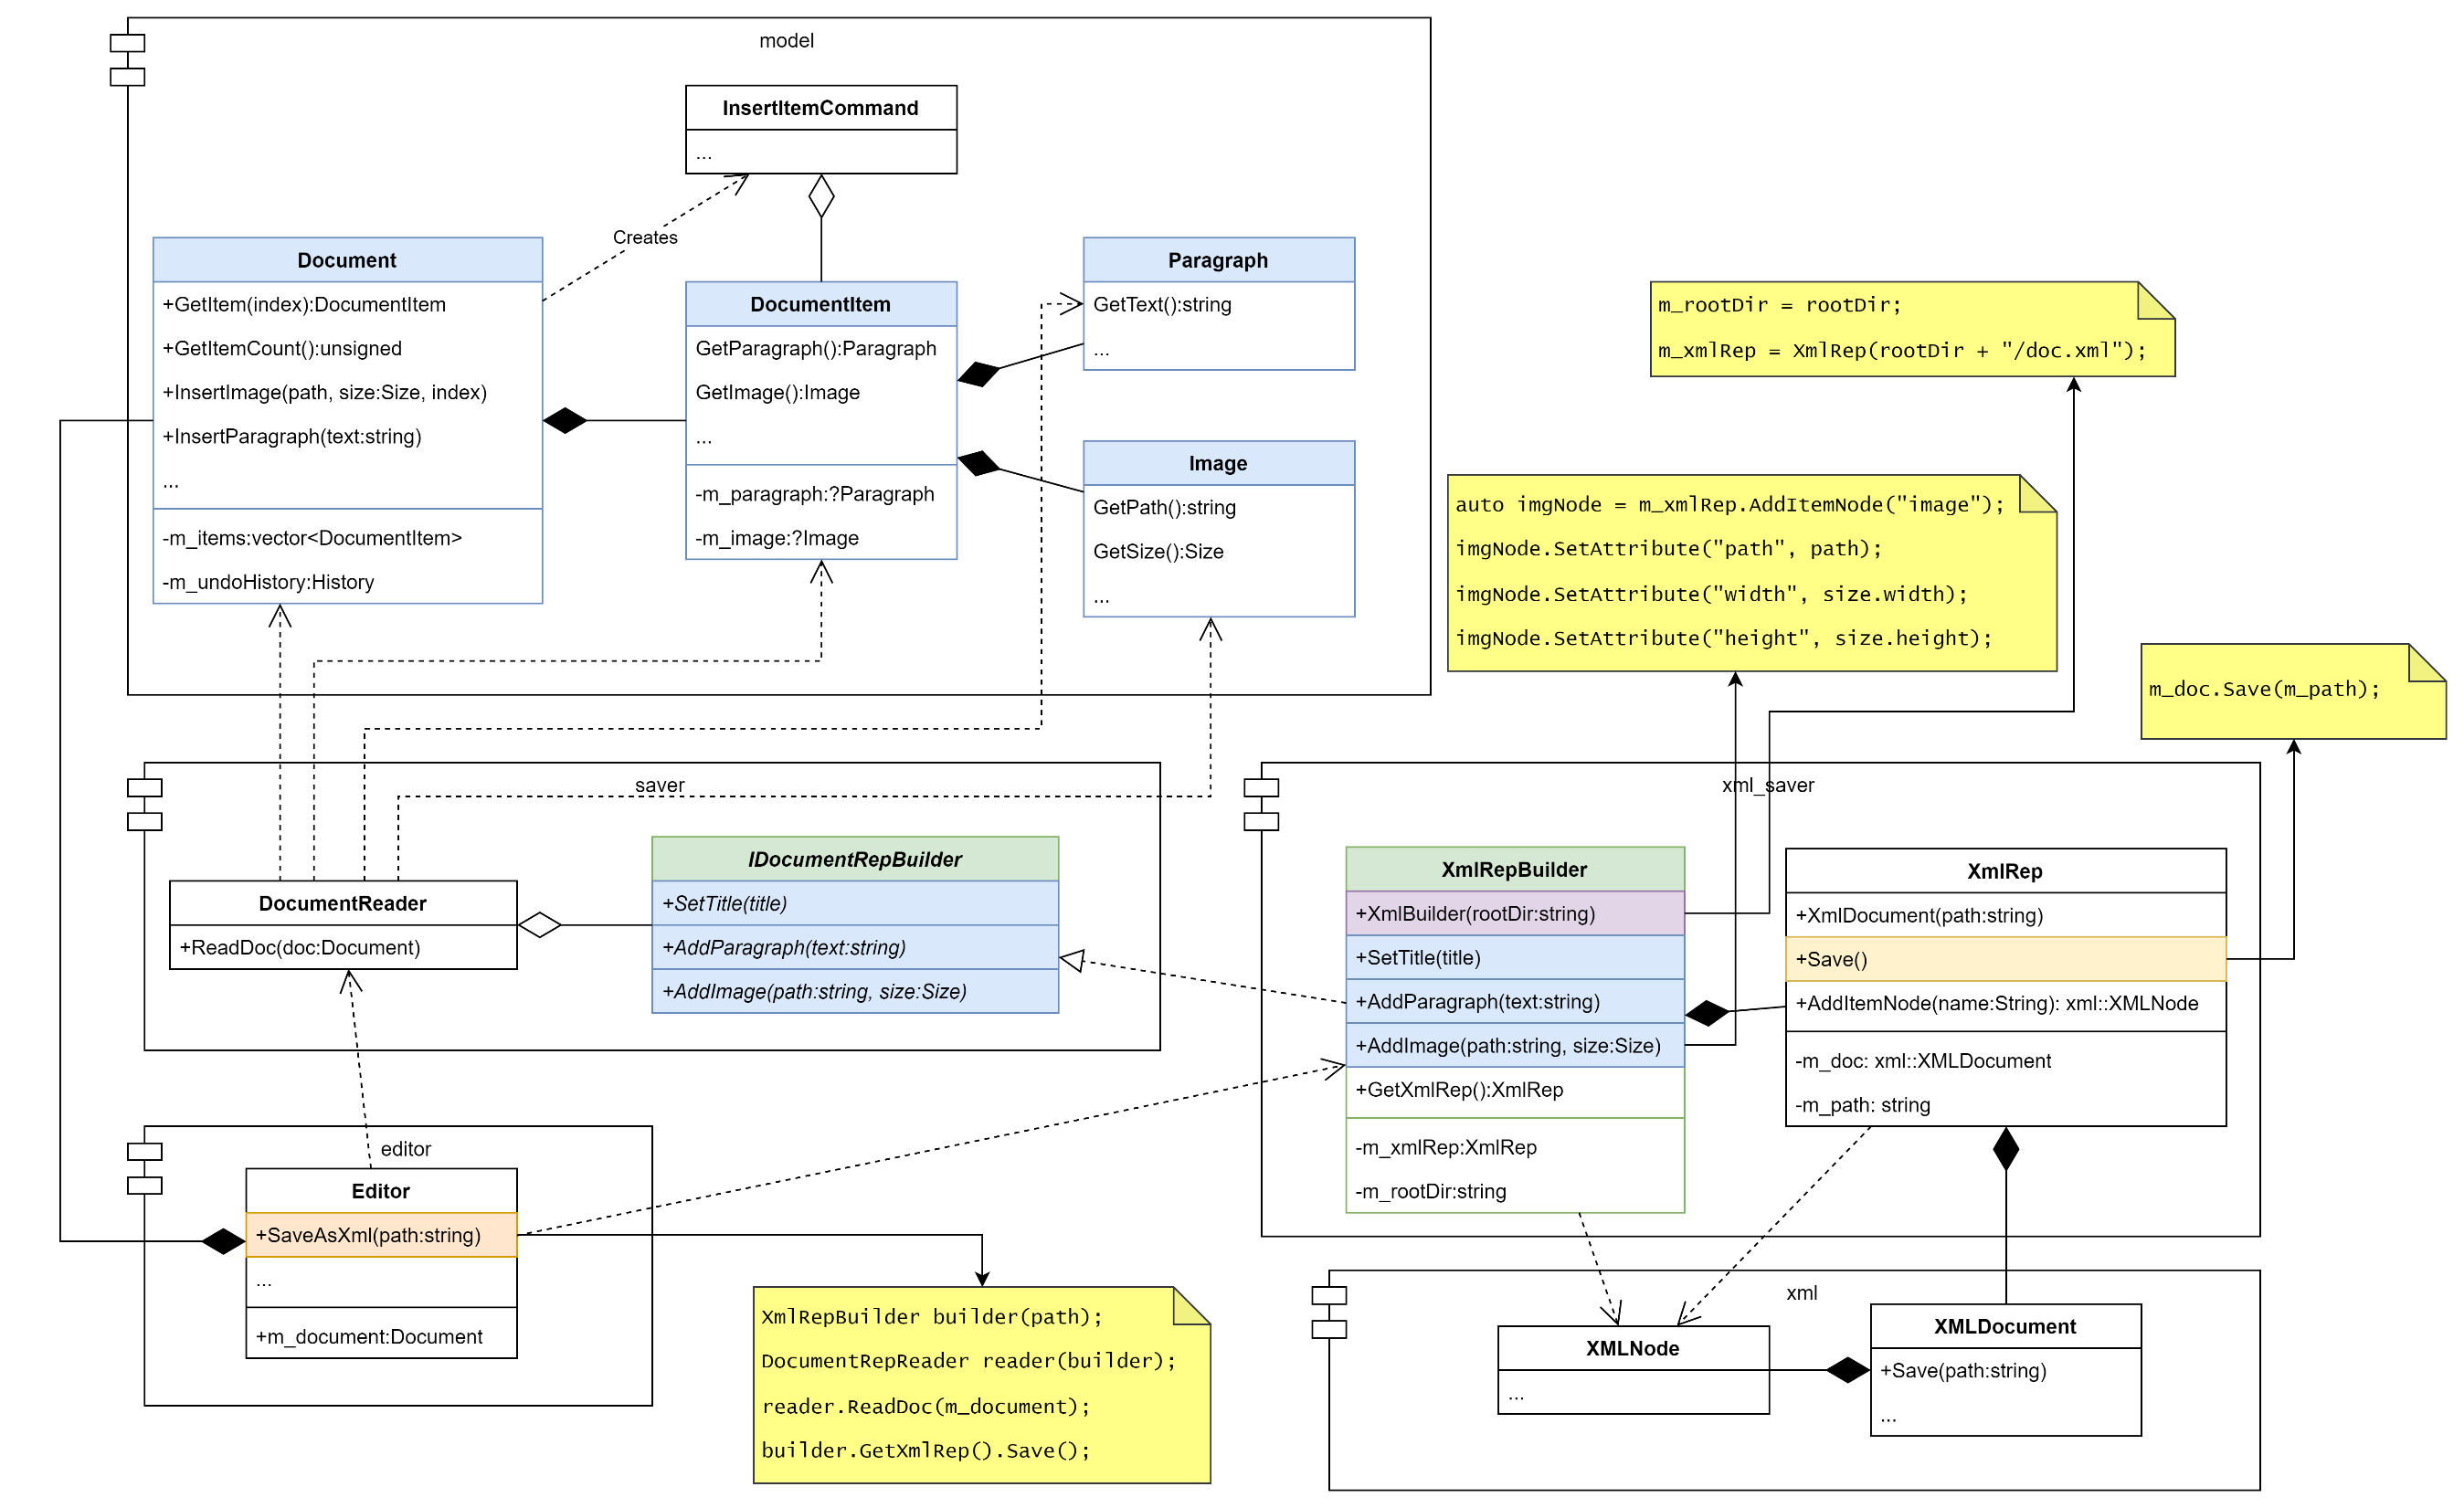 model
InsertItemCommand
...
Creates
Document
+GetItem(index):DocumentItem
+GetItemCount():unsigned
+InsertImage(path, size:Size, index)
+InsertParagraph(text:string)
...
-m_items:vector<DocumentItem>
-m_undoHistory:History
DocumentItem
GetParagraph():Paragraph
GetImage():Image
...
-m_paragraph:?Paragraph
-m_image:?Image
Paragraph
GetText():string
...
Image
GetPath():string
GetSize():Size
...
m_rootDir = rootDir;
m_xmlRep = XmlRep(rootDir + "/doc.xml");
auto imgNode = m_xmlRep.AddItemNode("image");
imgNode.SetAttribute("path", path);
imgNode.SetAttribute("width", size.width);
imgNode.SetAttribute("height", size.height);
m_doc.Save(m_path);
saver
DocumentReader
+ReadDoc(doc:Document)
IDocumentRepBuilder
+SetTitle(title)
+AddParagraph(text:string)
+AddImage(path:string, size:Size)
xml_saver
XmlRepBuilder
+XmlBuilder(rootDir:string)
+SetTitle(title)
+AddParagraph(text:string)
+AddImage(path:string, size:Size)
+GetXmlRep():XmlRep
-m_xmlRep:XmlRep
-m_rootDir:string
XmlRep
+XmlDocument(path:string)
+Save()
+AddItemNode(name:String): xml::XMLNode
-m_doc: xml::XMLDocument
-m_path: string
editor
Editor
+SaveAsXml(path:string)
...
+m_document:Document
XmlRepBuilder builder(path);
DocumentRepReader reader(builder);
reader.ReadDoc(m_document);
builder.GetXmlRep().Save();
xml
XMLNode
...
XMLDocument
+Save(path:string)
...